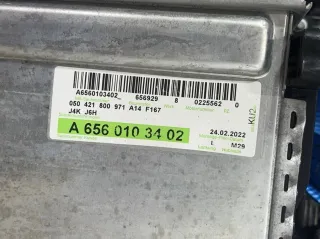 A6560103402 656929 8 0225562 0
050 421 800 971 A14 F167
J4K J6H
A 656 010 34 02
24.02.2022
L M29
KU2